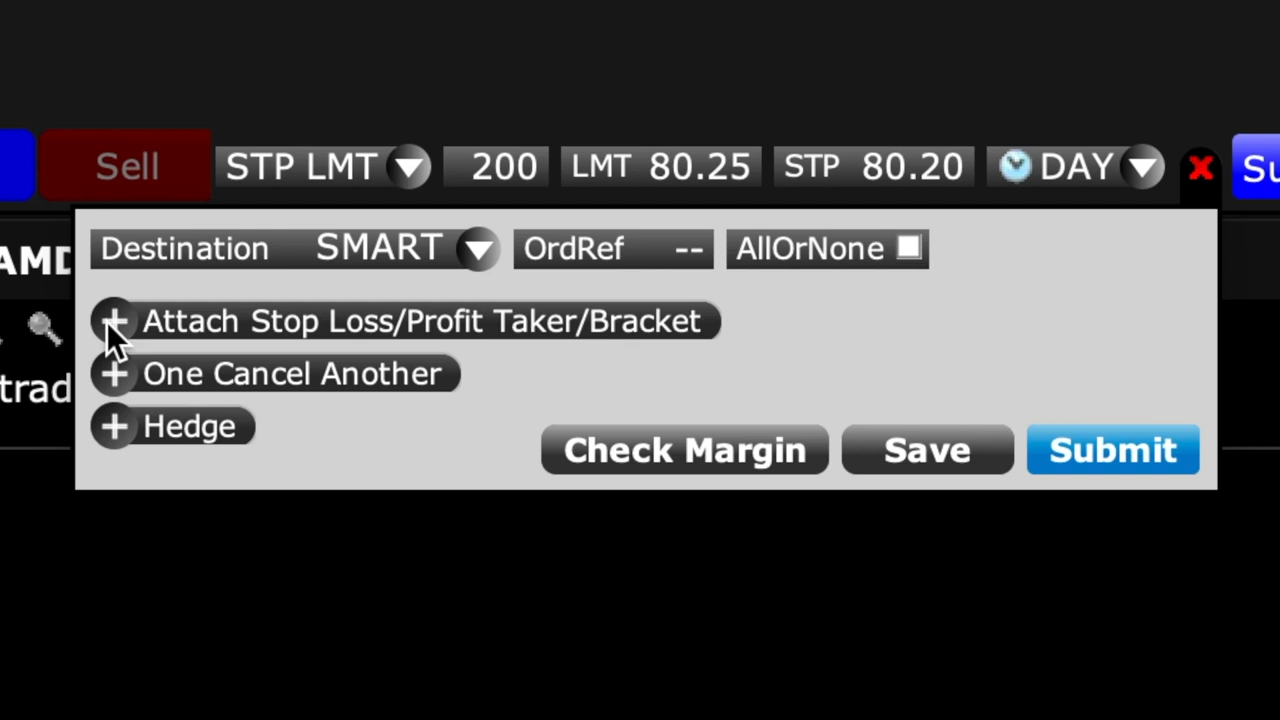 Sell STP LMT 200 LMT 80.25 STP 80.20 DAY X Su
AMD Destination SMART OrdRef -- AllOrNone
+ Attach Stop Loss/Profit Taker/Bracket
trad + One Cancel Another
+ Hedge
Check Margin Save Submit